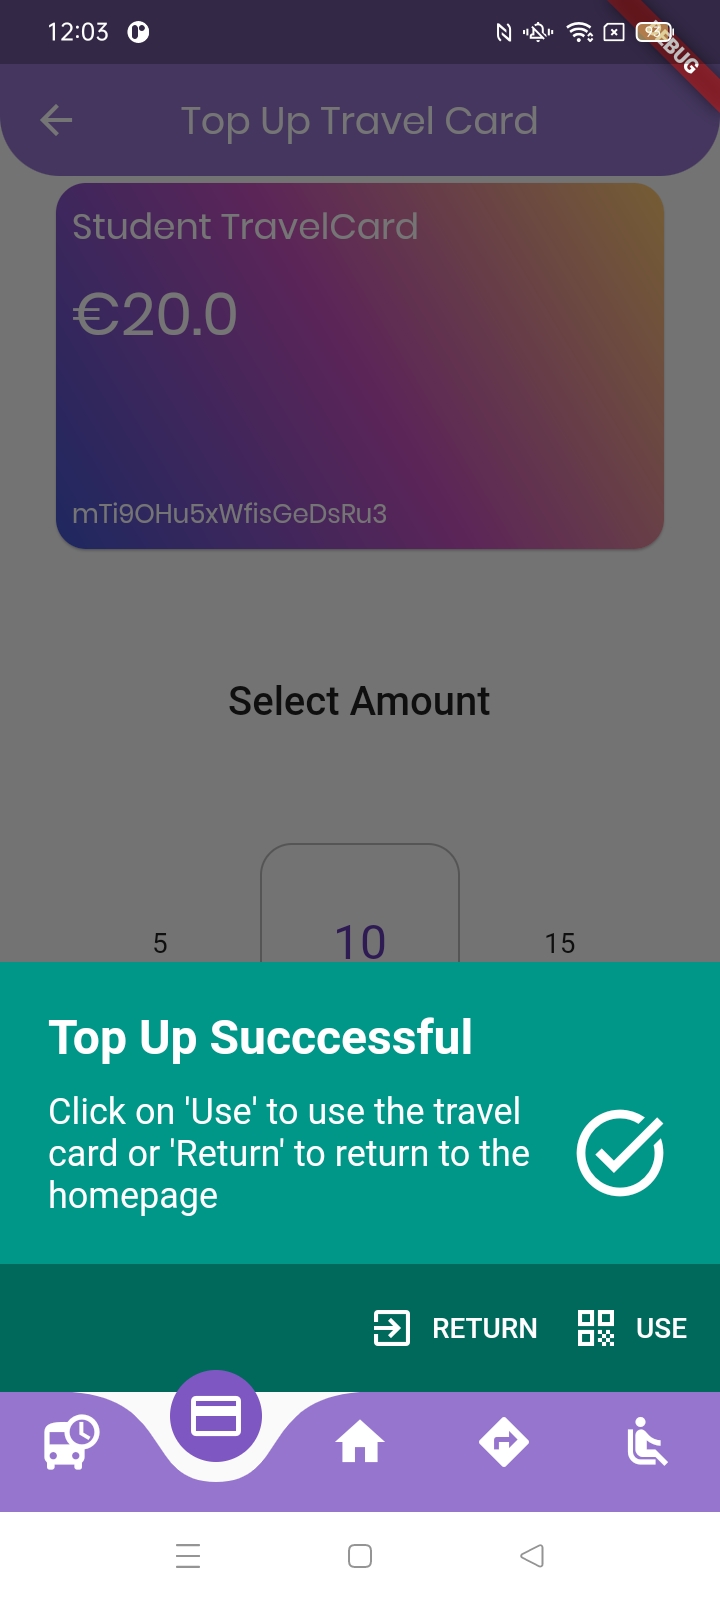 12:03
93
DEBUG
Top Up Travel Card
Student TravelCard
€20.0
mTi9OHu5xWfisGeDsRu3
Select Amount
5
10
15
Top Up Succcessful
Click on 'Use' to use the travel
card or 'Return' to return to the
homepage
RETURN
USE